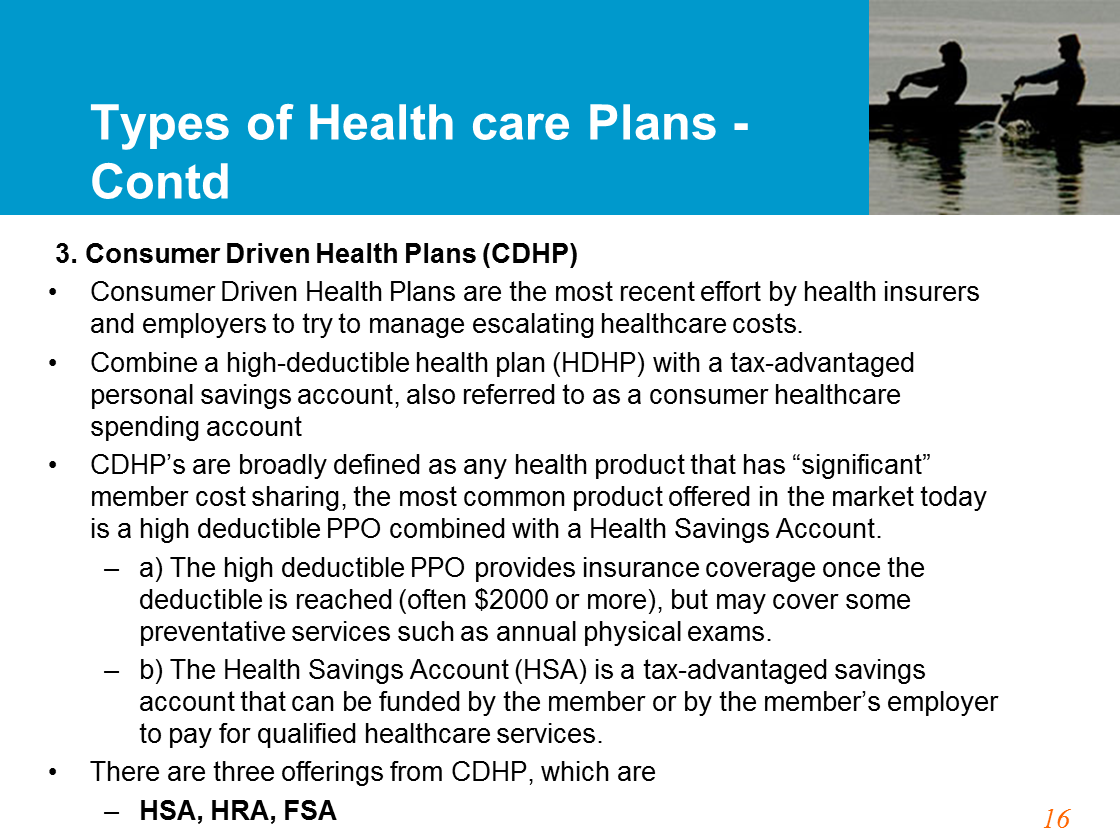 Types of Health care Plans -
Contd
3. Consumer Driven Health Plans (CDHP)
• Consumer Driven Health Plans are the most recent effort by health insurers
and employers to try to manage escalating healthcare costs.
• Combine a high-deductible health plan (HDHP) with a tax-advantaged
personal savings account, also referred to as a consumer healthcare
spending account
• CDHP’s are broadly defined as any health product that has “significant”
member cost sharing, the most common product offered in the market today
is a high deductible PPO combined with a Health Savings Account.
– a) The high deductible PPO provides insurance coverage once the
deductible is reached (often $2000 or more), but may cover some
preventative services such as annual physical exams.
– b) The Health Savings Account (HSA) is a tax-advantaged savings
account that can be funded by the member or by the member’s employer
to pay for qualified healthcare services.
• There are three offerings from CDHP, which are
– HSA, HRA, FSA
16